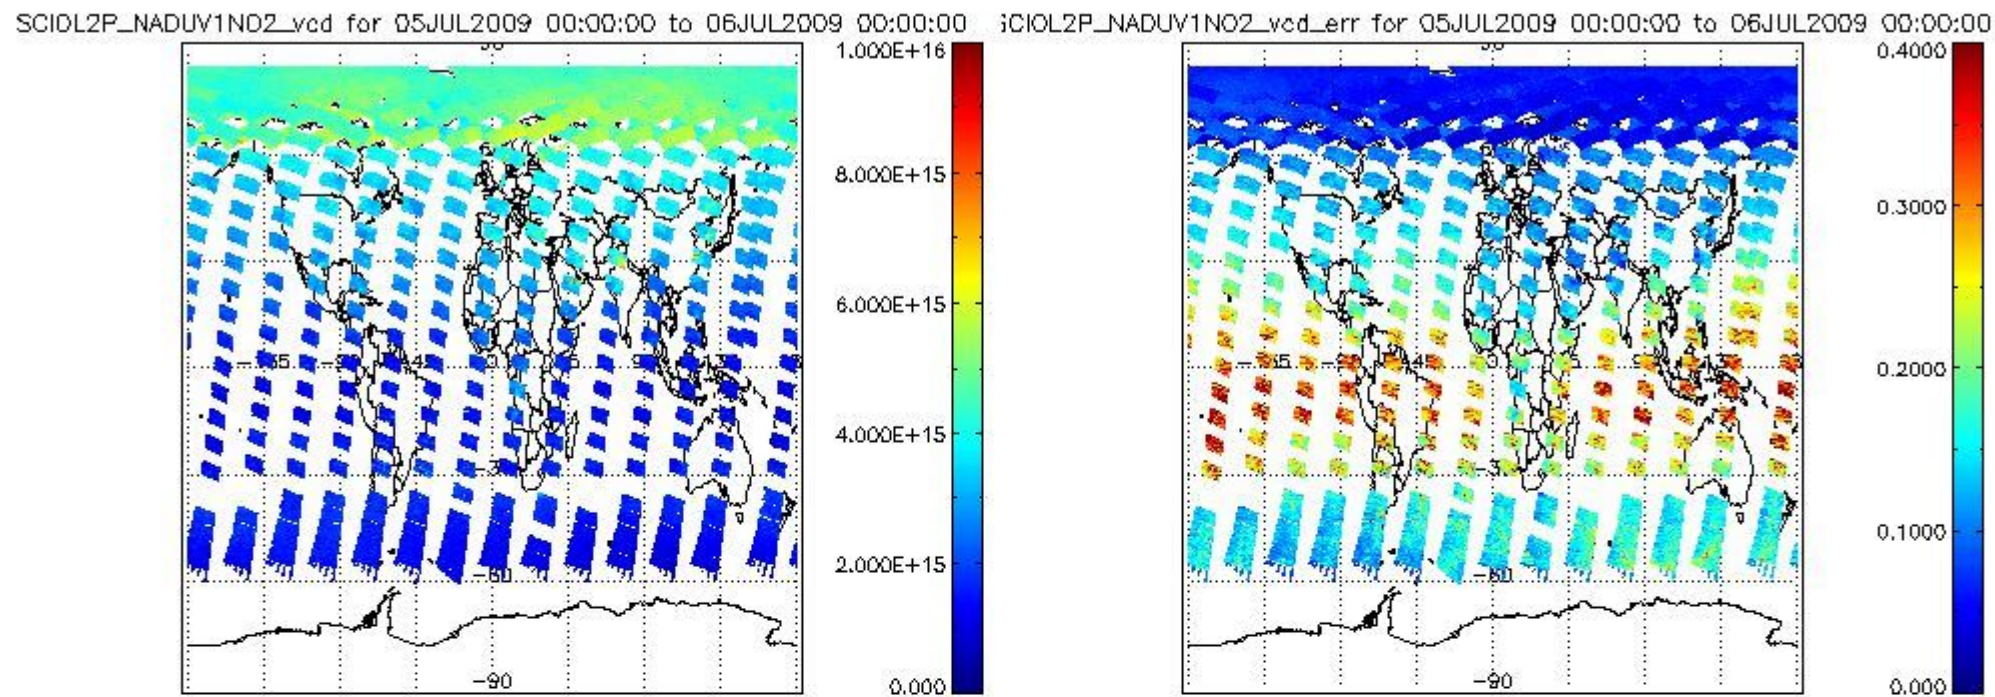 SCIOL2P_NADUV1NO2_vcd for 05JUL2009 00:00:00 to 06JUL2009 00:00:00
1.000E+16
8.000E+15
6.000E+15
4.000E+15
2.000E+15
0.000
-60
-90
SCIOL2P_NADUV1NO2_vcd_err for 05JUL2009 00:00:00 to 06JUL2009 00:00:00
0.4000
0.3000
0.2000
0.1000
0.000
-60
-90